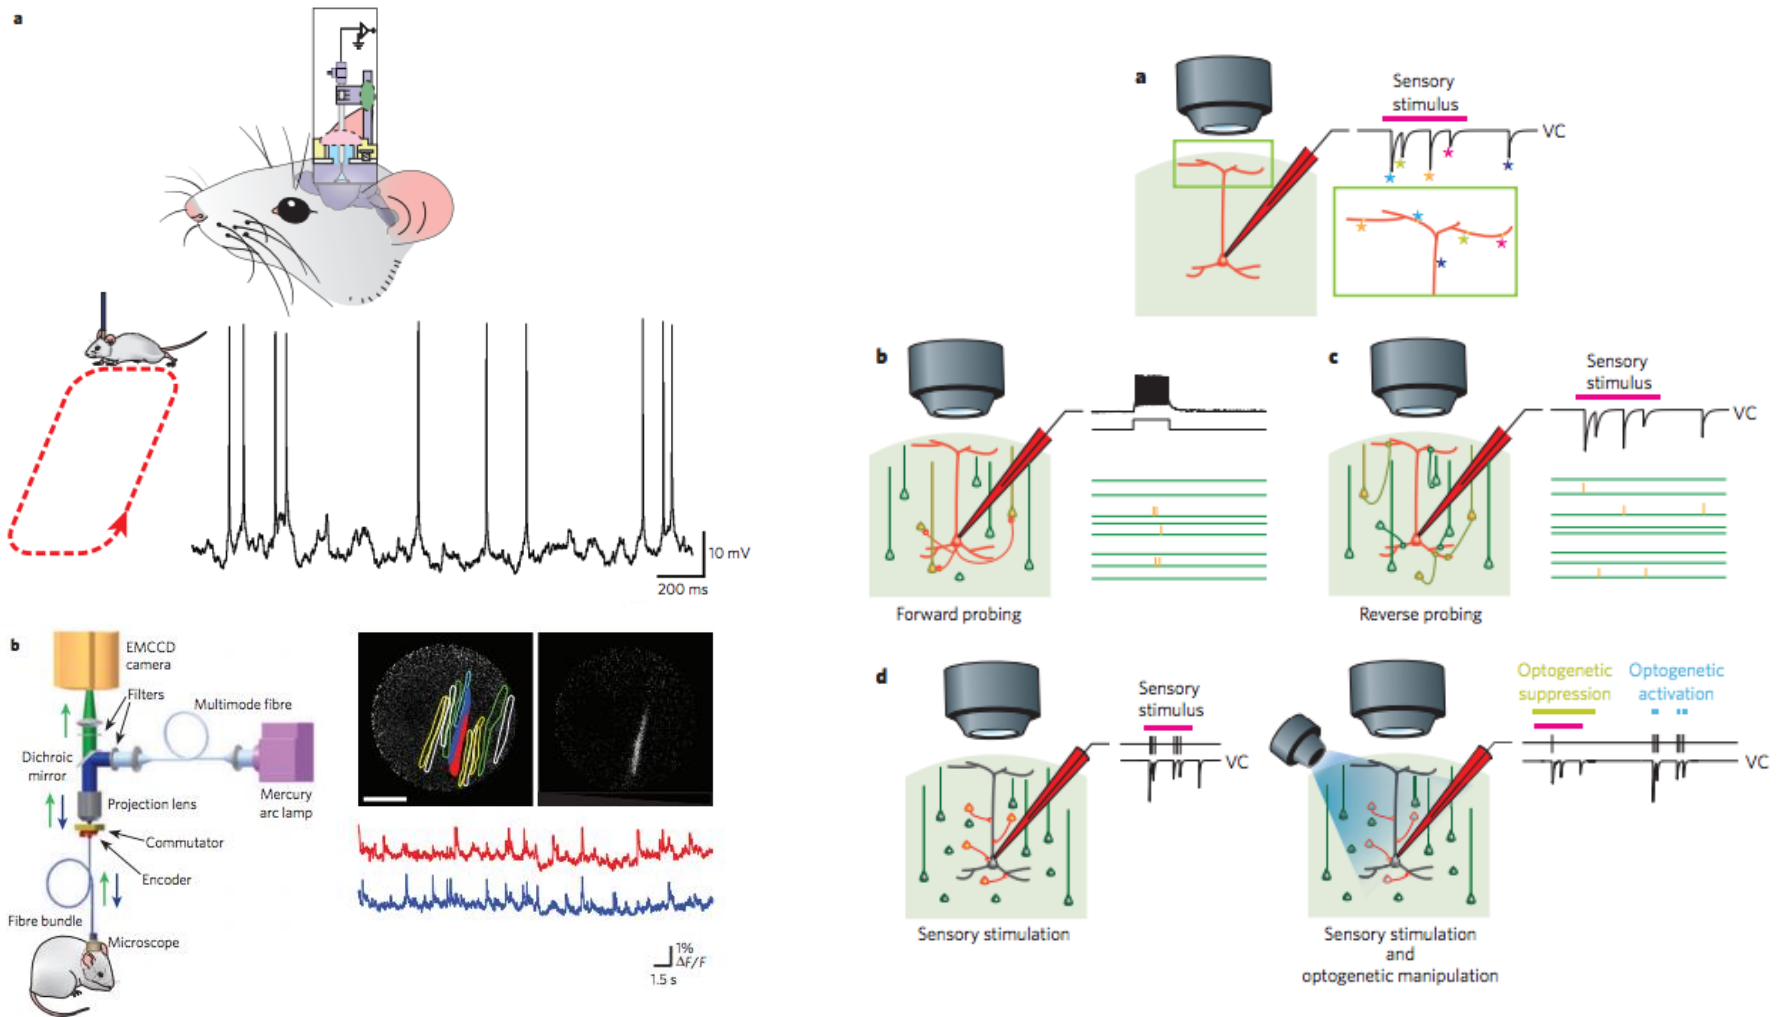 a
10 mV
200 ms
b
EMCCD
camera
Filters
Multimode fibre
Dichroic
mirror
Mercury
arc lamp
Projection lens
Commutator
Encoder
Fibre bundle
Microscope
1%
ΔF/F
1.5 s
a
Sensory
stimulus
VC
b
Forward probing
c
Sensory
stimulus
VC
Reverse probing
d
Sensory
stimulus
VC
Sensory stimulation
Optogenetic
suppression
Optogenetic
activation
VC
Sensory stimulation
and
optogenetic manipulation